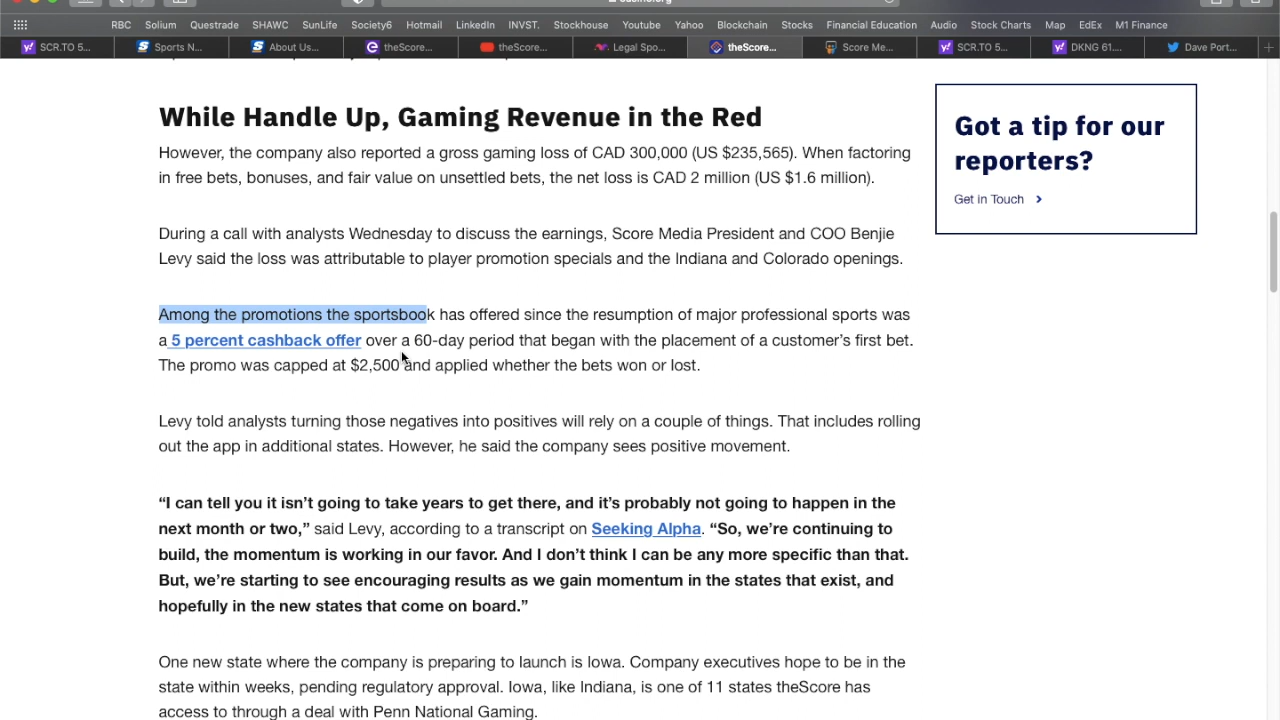 RBC Solium Questrade SHAWC SunLife Society6 Hotmail LinkedIn INVST. Stockhouse Youtube Yahoo Blockchain Stocks Financial Education Audio Stock Charts Map EdEx M1 Finance
SCR.TO 5... Sports N... About Us... theScore... theScore... Legal Spo... theScore... Score Me... SCR.TO 5... DKNG 61.... Dave Port...
While Handle Up, Gaming Revenue in the Red
However, the company also reported a gross gaming loss of CAD 300,000 (US $235,565). When factoring
in free bets, bonuses, and fair value on unsettled bets, the net loss is CAD 2 million (US $1.6 million).
During a call with analysts Wednesday to discuss the earnings, Score Media President and COO Benjie
Levy said the loss was attributable to player promotion specials and the Indiana and Colorado openings.
Among the promotions the sportsbook has offered since the resumption of major professional sports was
a 5 percent cashback offer over a 60-day period that began with the placement of a customer’s first bet.
The promo was capped at $2,500 and applied whether the bets won or lost.
Levy told analysts turning those negatives into positives will rely on a couple of things. That includes rolling
out the app in additional states. However, he said the company sees positive movement.
“I can tell you it isn’t going to take years to get there, and it’s probably not going to happen in the
next month or two,” said Levy, according to a transcript on Seeking Alpha. “So, we’re continuing to
build, the momentum is working in our favor. And I don’t think I can be any more specific than that.
But, we’re starting to see encouraging results as we gain momentum in the states that exist, and
hopefully in the new states that come on board.”
One new state where the company is preparing to launch is Iowa. Company executives hope to be in the
state within weeks, pending regulatory approval. Iowa, like Indiana, is one of 11 states theScore has
access to through a deal with Penn National Gaming.
Got a tip for our
reporters?
Get in Touch